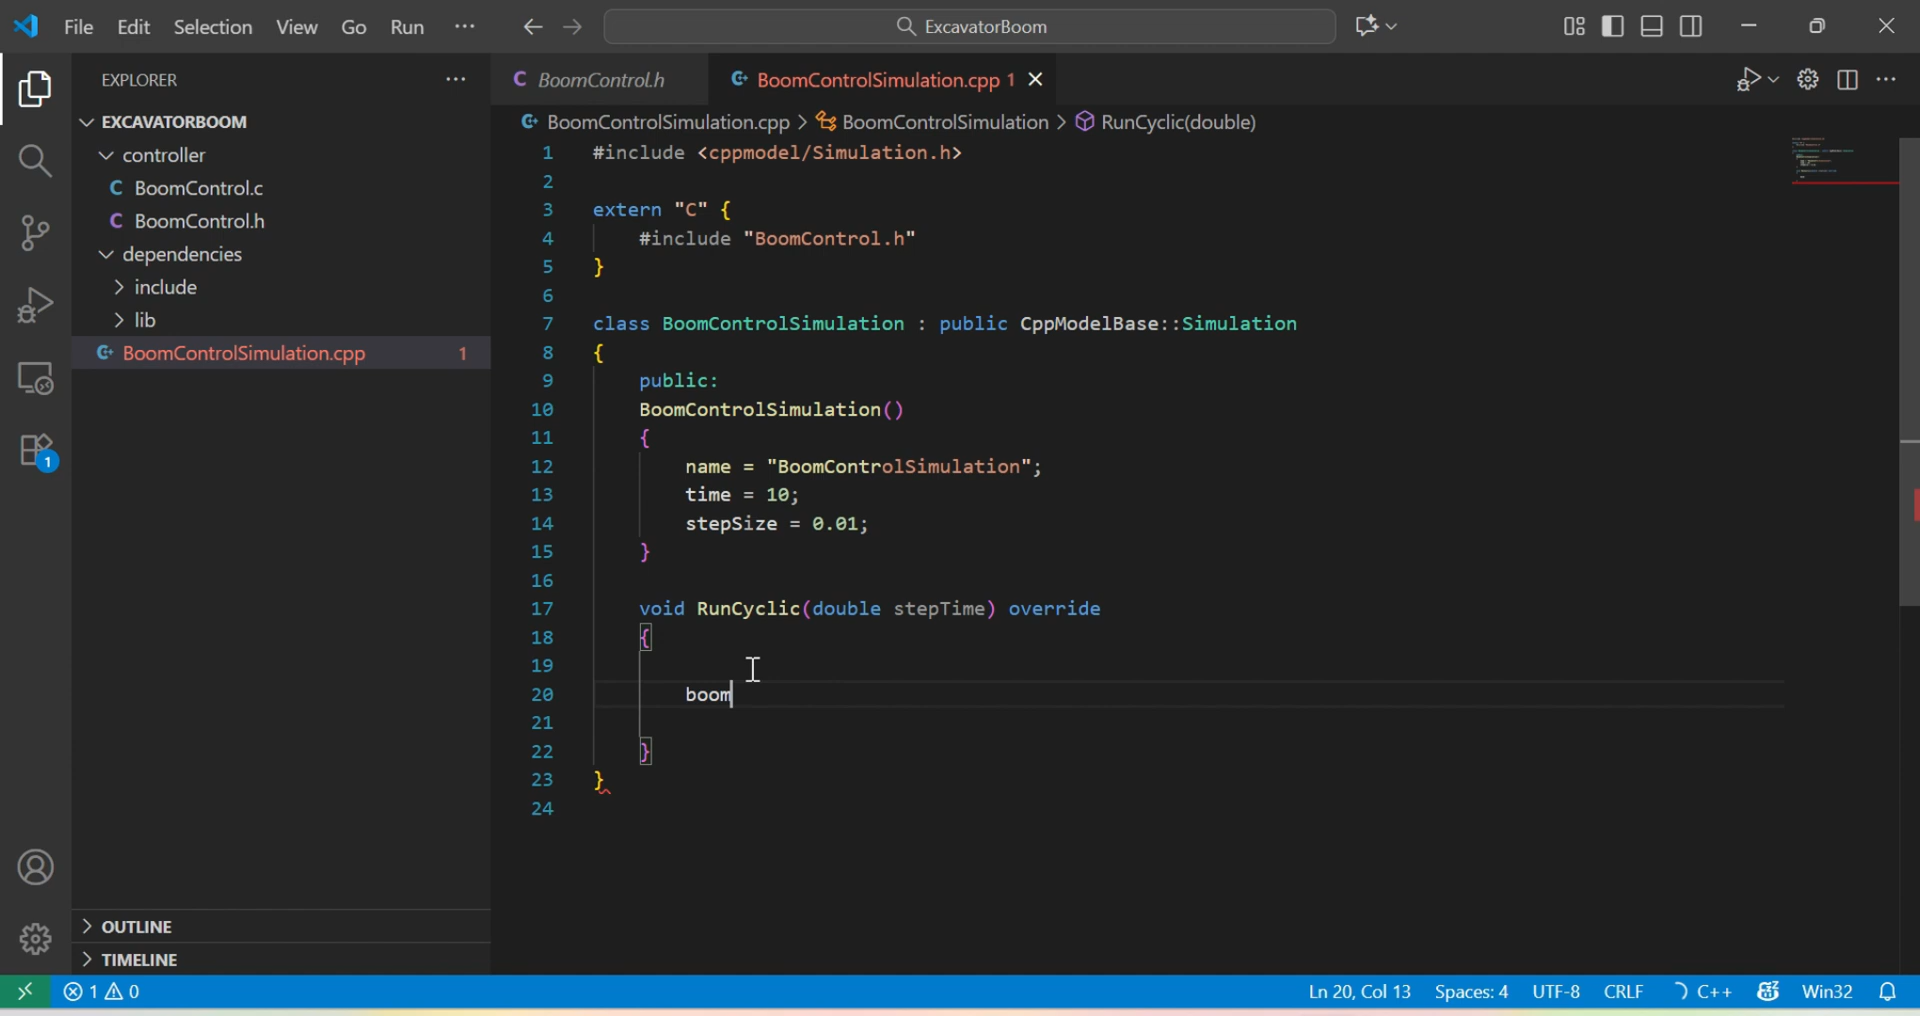 File Edit Selection View Go Run ··· ExcavatorBoom
EXPLORER ···
EXCAVATORBOOM
controller
C BoomControl.c
C BoomControl.h
dependencies
include
lib
BoomControlSimulation.cpp 1
OUTLINE
TIMELINE
C BoomControl.h
BoomControlSimulation.cpp 1
BoomControlSimulation.cpp > BoomControlSimulation > RunCyclic(double)
1 #include <cppmodel/Simulation.h>
2
3 extern "C" {
4 #include "BoomControl.h"
5 }
6
7 class BoomControlSimulation : public CppModelBase::Simulation
8 {
9 public:
10 BoomControlSimulation()
11 {
12 name = "BoomControlSimulation";
13 time = 10;
14 stepSize = 0.01;
15 }
16
17 void RunCyclic(double stepTime) override
18 {
19
20 boom
21
22 }
23 }
24
1
1 0 Ln 20, Col 13 Spaces: 4 UTF-8 CRLF C++ Win32